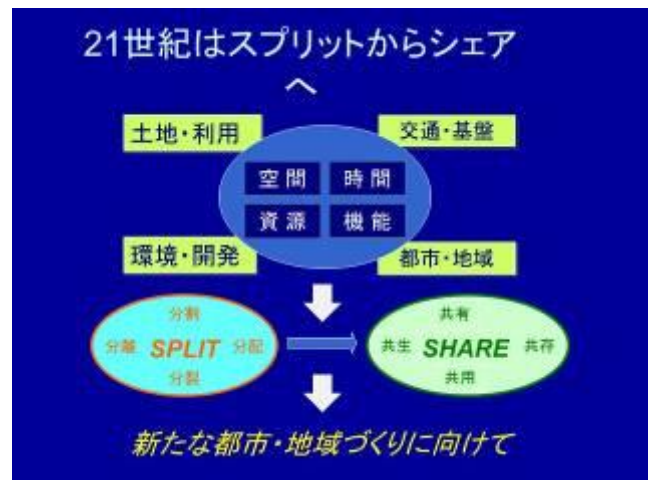 21世紀はスプリットからシェア
へ
土地・利用
交通・基盤
空間 時間
資源 機能
環境・開発
都市・地域
分割
分離 SPLIT 分配
分裂
共有
共生 SHARE 共存
共用
新たな都市・地域づくりに向けて